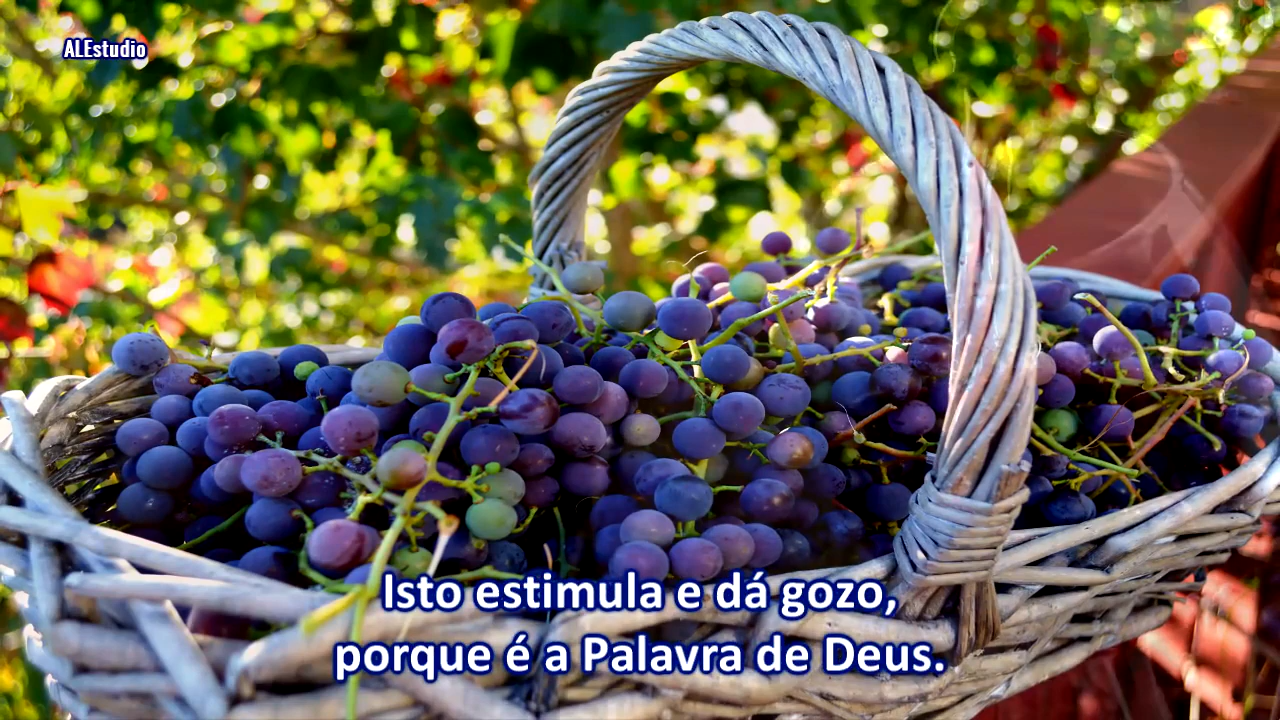 ALEstudio
Isto estimula e dá gozo,
porque é a Palavra de Deus.